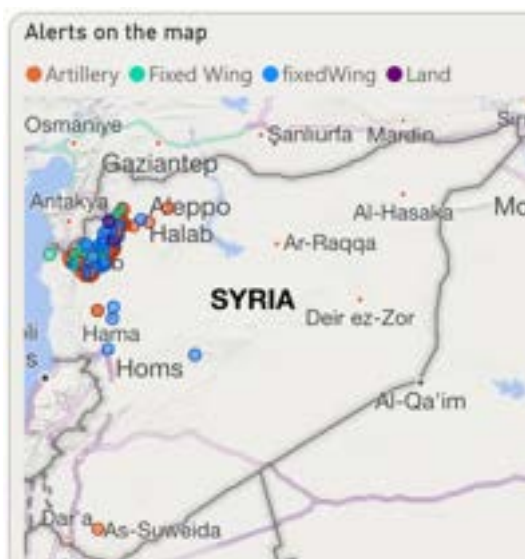 Alerts on the map
Artillery Fixed Wing fixedWing Land
Osmaniye
Şanlıurfa
Mardin
Gaziantep
Antakya
Aleppo
Halab
Al-Hasaka
Ar-Raqqa
SYRIA
Deir ez-Zor
Hama
Homs
Al-Qa'im
Dar'a
As-Suweida